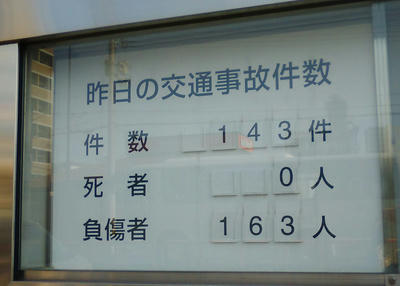 昨日の交通事故件数
件数 143件
死者 0人
負傷者 163人